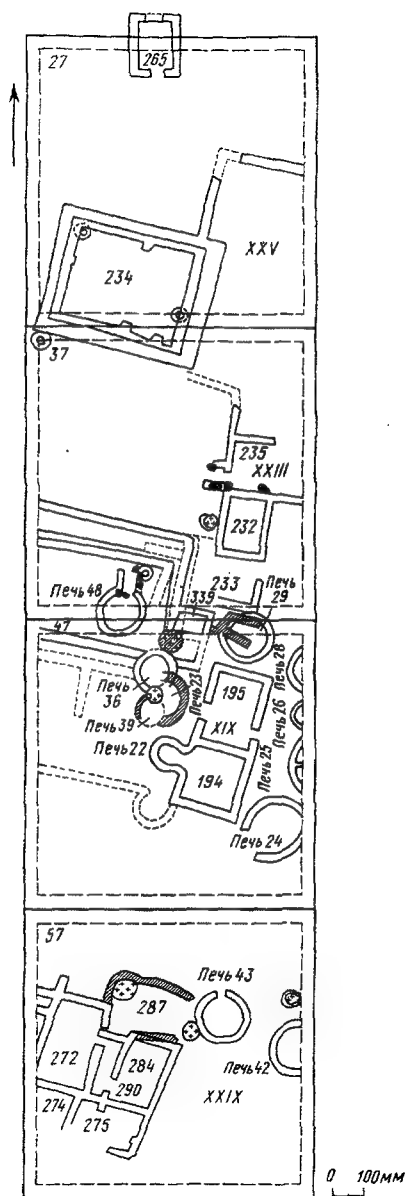 27
265
XXV
234
37
235
XXIII
232
233
Печь 29
339
Печь 48
47
Печь 36
Печь 23
Печь 39
195
XIX
Печь 28
Печь 26
Печь 25
Печь 22
194
Печь 24
57
Печь 43
287
272
284
290
Печь 42
XXIX
274
275
0 100мм